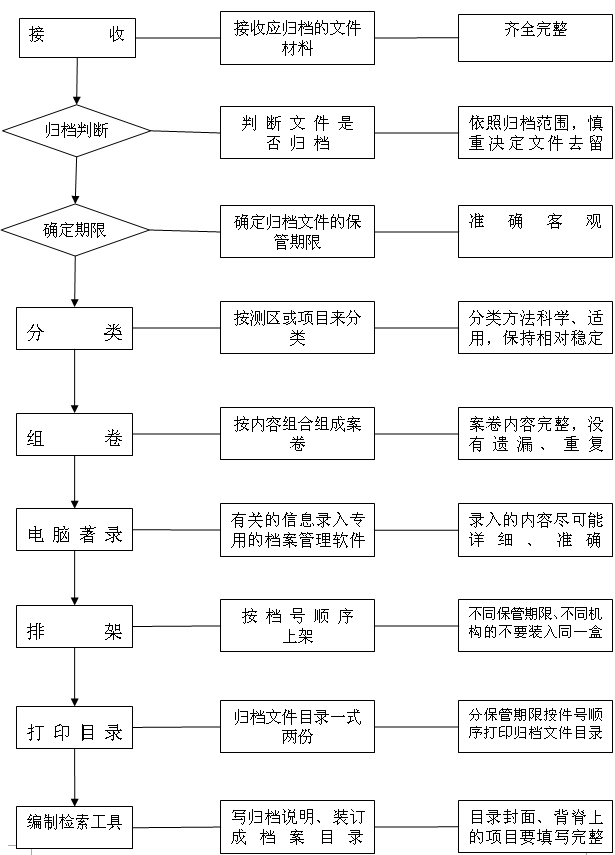 接收
接收应归档的文件
材料
齐全完整
归档判断
判断文件是
否归档
依照归档范围，慎
重决定文件去留
确定期限
确定归档文件的保
管期限
准确客观
分类
按测区或项目来分
类
分类方法科学、适
用，保持相对稳定
组卷
按内容组合组成案
卷
案卷内容完整，没
有遗漏、重复
电脑著录
有关的信息录入专
用的档案管理软件
录入的内容尽可能
详细、准确
排架
按档号顺序
上架
不同保管期限、不同机
构的不要装入同一盒
打印目录
归档文件目录一式
两份
分保管期限按件号顺
序打印归档文件目录
编制检索工具
写归档说明、装订
成档案目录
目录封面、背脊上
的项目要填写完整